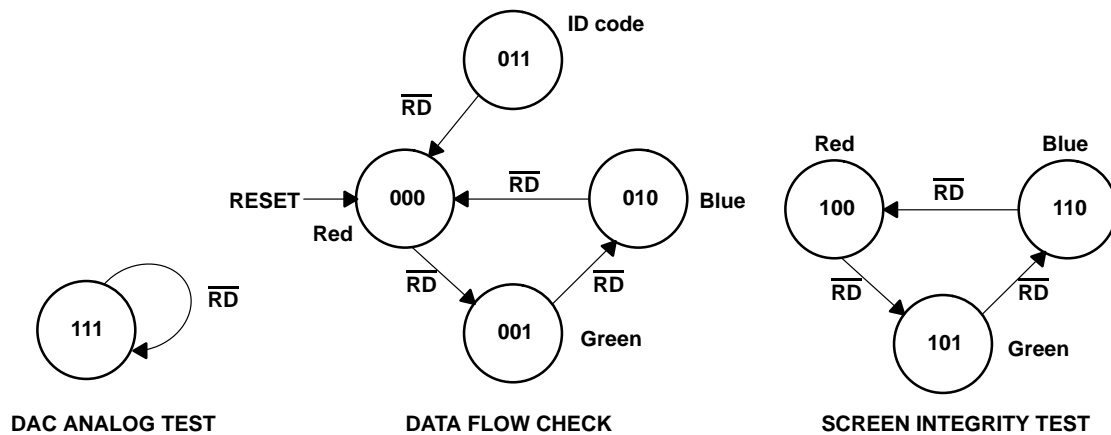 ID code
011
RD
Red
Blue
RD
RD
RESET
000
010
Blue
100
110
Red
RD
RD
RD
RD
RD
111
001
Green
101
Green
DAC ANALOG TEST
DATA FLOW CHECK
SCREEN INTEGRITY TEST